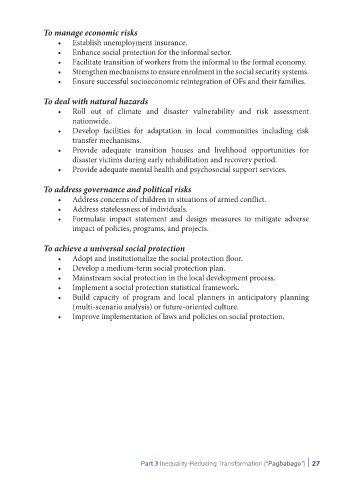 To manage economic risks
• Establish unemployment insurance.
• Enhance social protection for the informal sector.
• Facilitate transition of workers from the informal to the formal economy.
• Strengthen mechanisms to ensure enrolment in the social security systems.
• Ensure successful socioeconomic reintegration of OFs and their families.
To deal with natural hazards
• Roll out of climate and disaster vulnerability and risk assessment
nationwide.
• Develop facilities for adaptation in local communities including risk
transfer mechanisms.
• Provide adequate transition houses and livelihood opportunities for
disaster victims during early rehabilitation and recovery period.
• Provide adequate mental health and psychosocial support services.
To address governance and political risks
• Address concerns of children in situations of armed conflict.
• Address statelessness of individuals.
• Formulate impact statement and design measures to mitigate adverse
impact of policies, programs, and projects.
To achieve a universal social protection
• Adopt and institutionalize the social protection floor.
• Develop a medium-term social protection plan.
• Mainstream social protection in the local development process.
• Implement a social protection statistical framework.
• Build capacity of program and local planners in anticipatory planning
(multi-scenario analysis) or future-oriented culture.
• Improve implementation of laws and policies on social protection.
Part 3 Inequality-Reducing Transformation ("Pagbabago") | 27